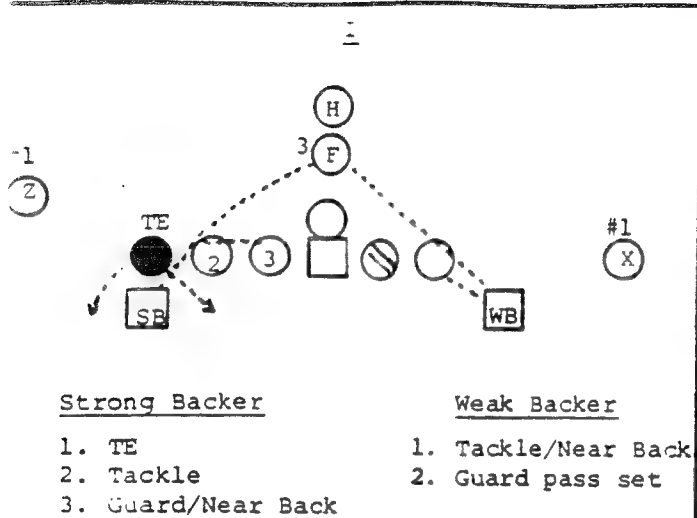 I
H
3 F
-1
Z
TE
2 3
#1
X
SB
WB
Strong Backer
1. TE
2. Tackle
3. Guard/Near Back
Weak Backer
1. Tackle/Near Back
2. Guard pass set